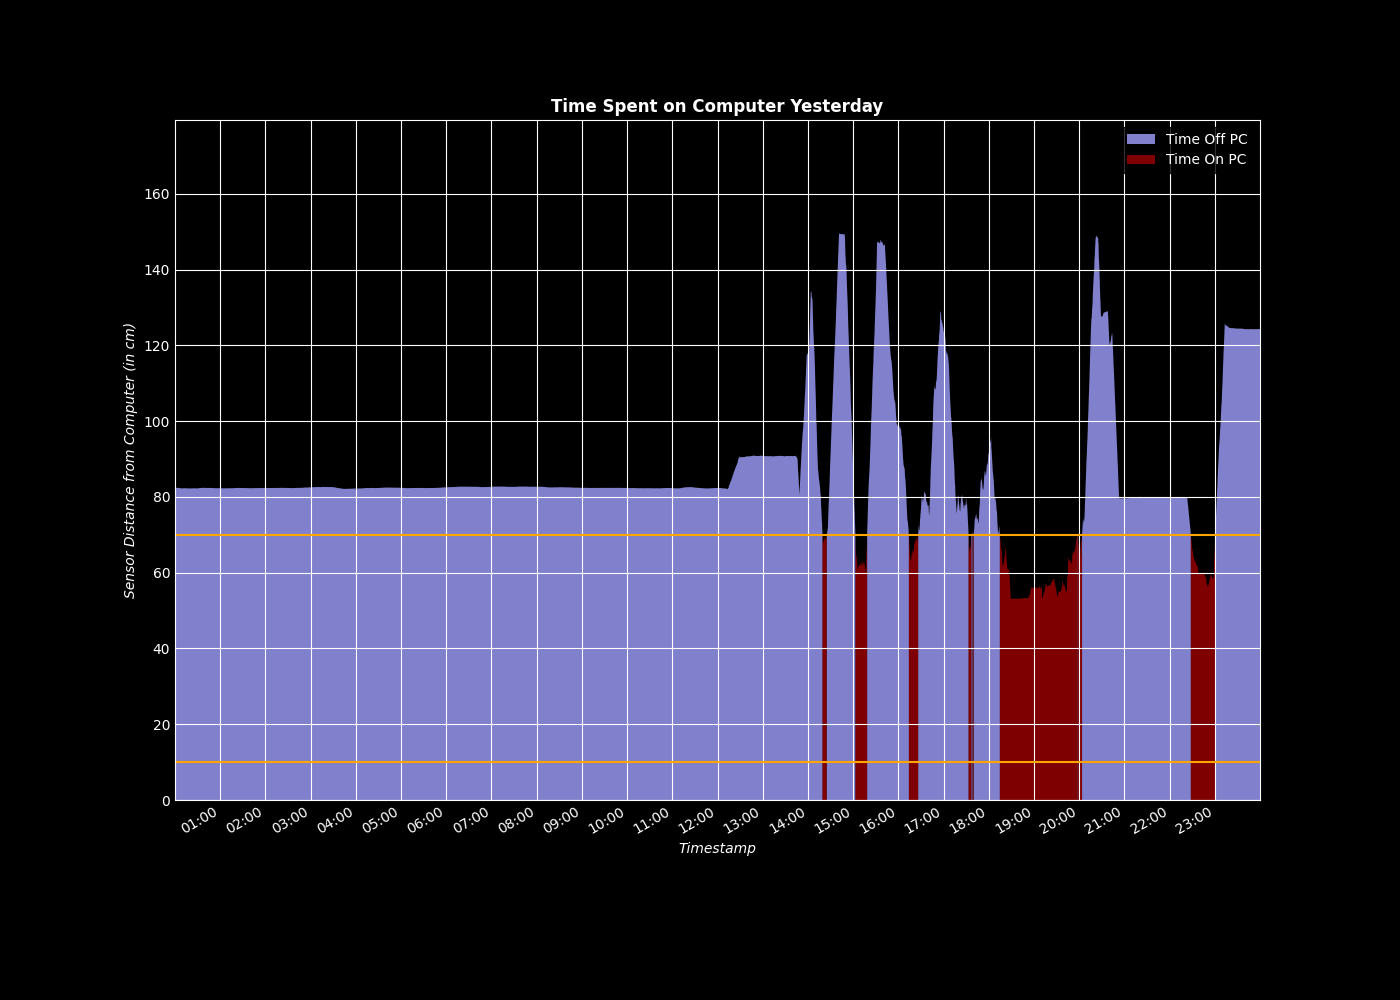 Time Spent on Computer Yesterday
Time Off PC
Time On PC
Sensor Distance from Computer (in cm)
160
140
120
100
80
60
40
20
0
01:00 02:00 03:00 04:00 05:00 06:00 07:00 08:00 09:00 10:00 11:00 12:00 13:00 14:00 15:00 16:00 17:00 18:00 19:00 20:00 21:00 22:00 23:00
Timestamp